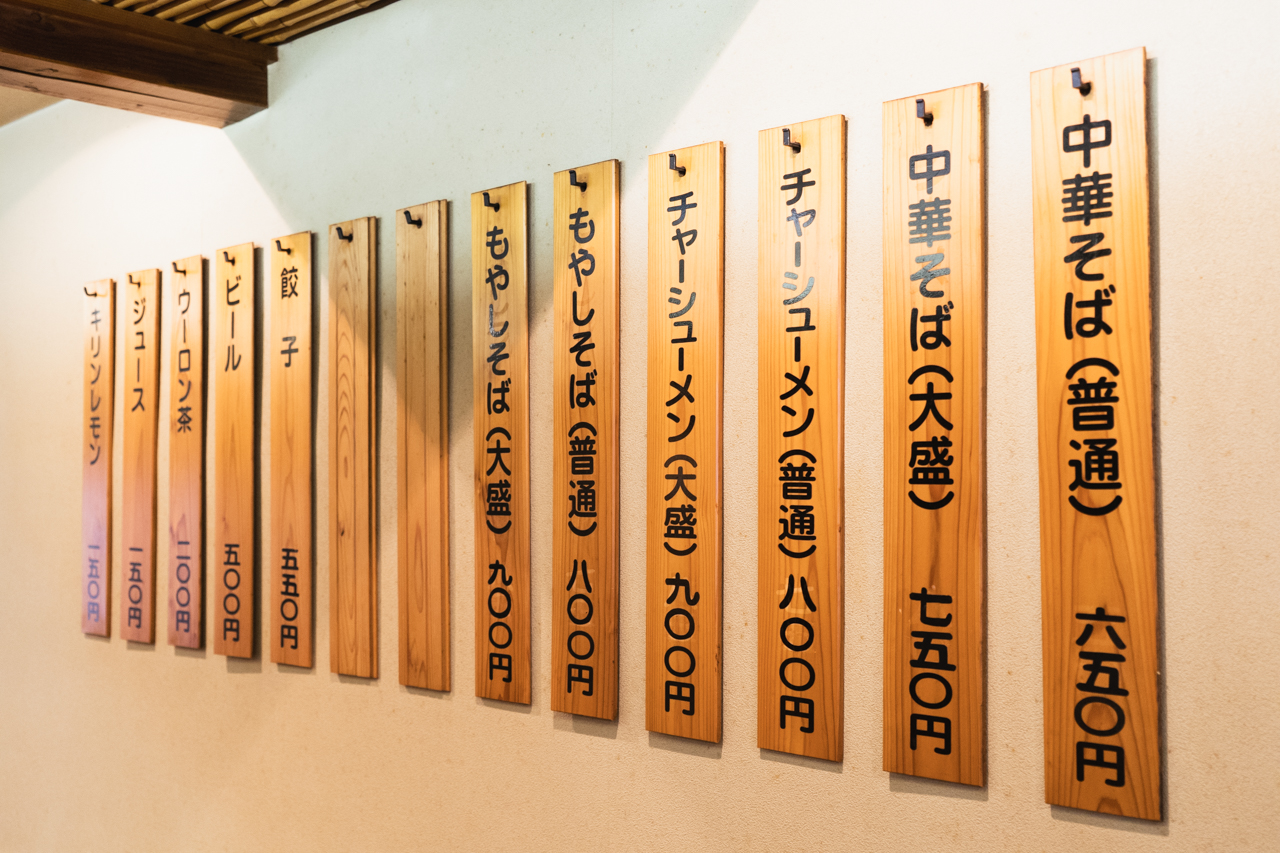 中華そば(普通) 六五〇円
中華そば(大盛) 七五〇円
チャーシューメン(普通) 八〇〇円
チャーシューメン(大盛) 九〇〇円
もやしそば(普通) 八〇〇円
もやしそば(大盛) 九〇〇円
餃子 五五〇円
ビール 五〇〇円
ウーロン茶 二〇〇円
ジュース 一五〇円
キリンレモン 一五〇円